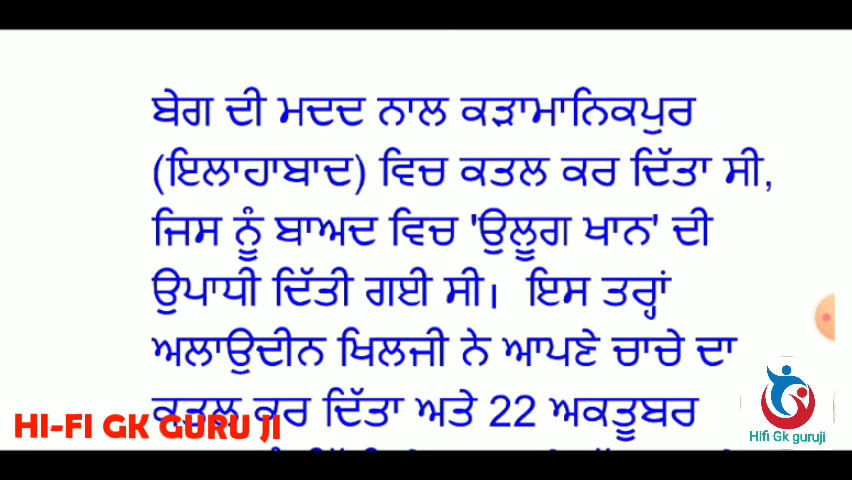 ਬੇਗ ਦੀ ਮਦਦ ਨਾਲ ਕੜਾਮਾਨਿਕਪੁਰ
(ਇਲਾਹਾਬਾਦ) ਵਿਚ ਕਤਲ ਕਰ ਦਿੱਤਾ ਸੀ,
ਜਿਸ ਨੂੰ ਬਾਅਦ ਵਿਚ 'ਉਲੂਗ ਖਾਨ' ਦੀ
ਉਪਾਧੀ ਦਿੱਤੀ ਗਈ ਸੀ। ਇਸ ਤਰ੍ਹਾਂ
ਅਲਾਉਦੀਨ ਖਿਲਜੀ ਨੇ ਆਪਣੇ ਚਾਚੇ ਦਾ
ਕਤਲ ਕਰ ਦਿੱਤਾ ਅਤੇ 22 ਅਕਤੂਬਰ
HI-FI GK GURU JI
Hifi Gk guruji